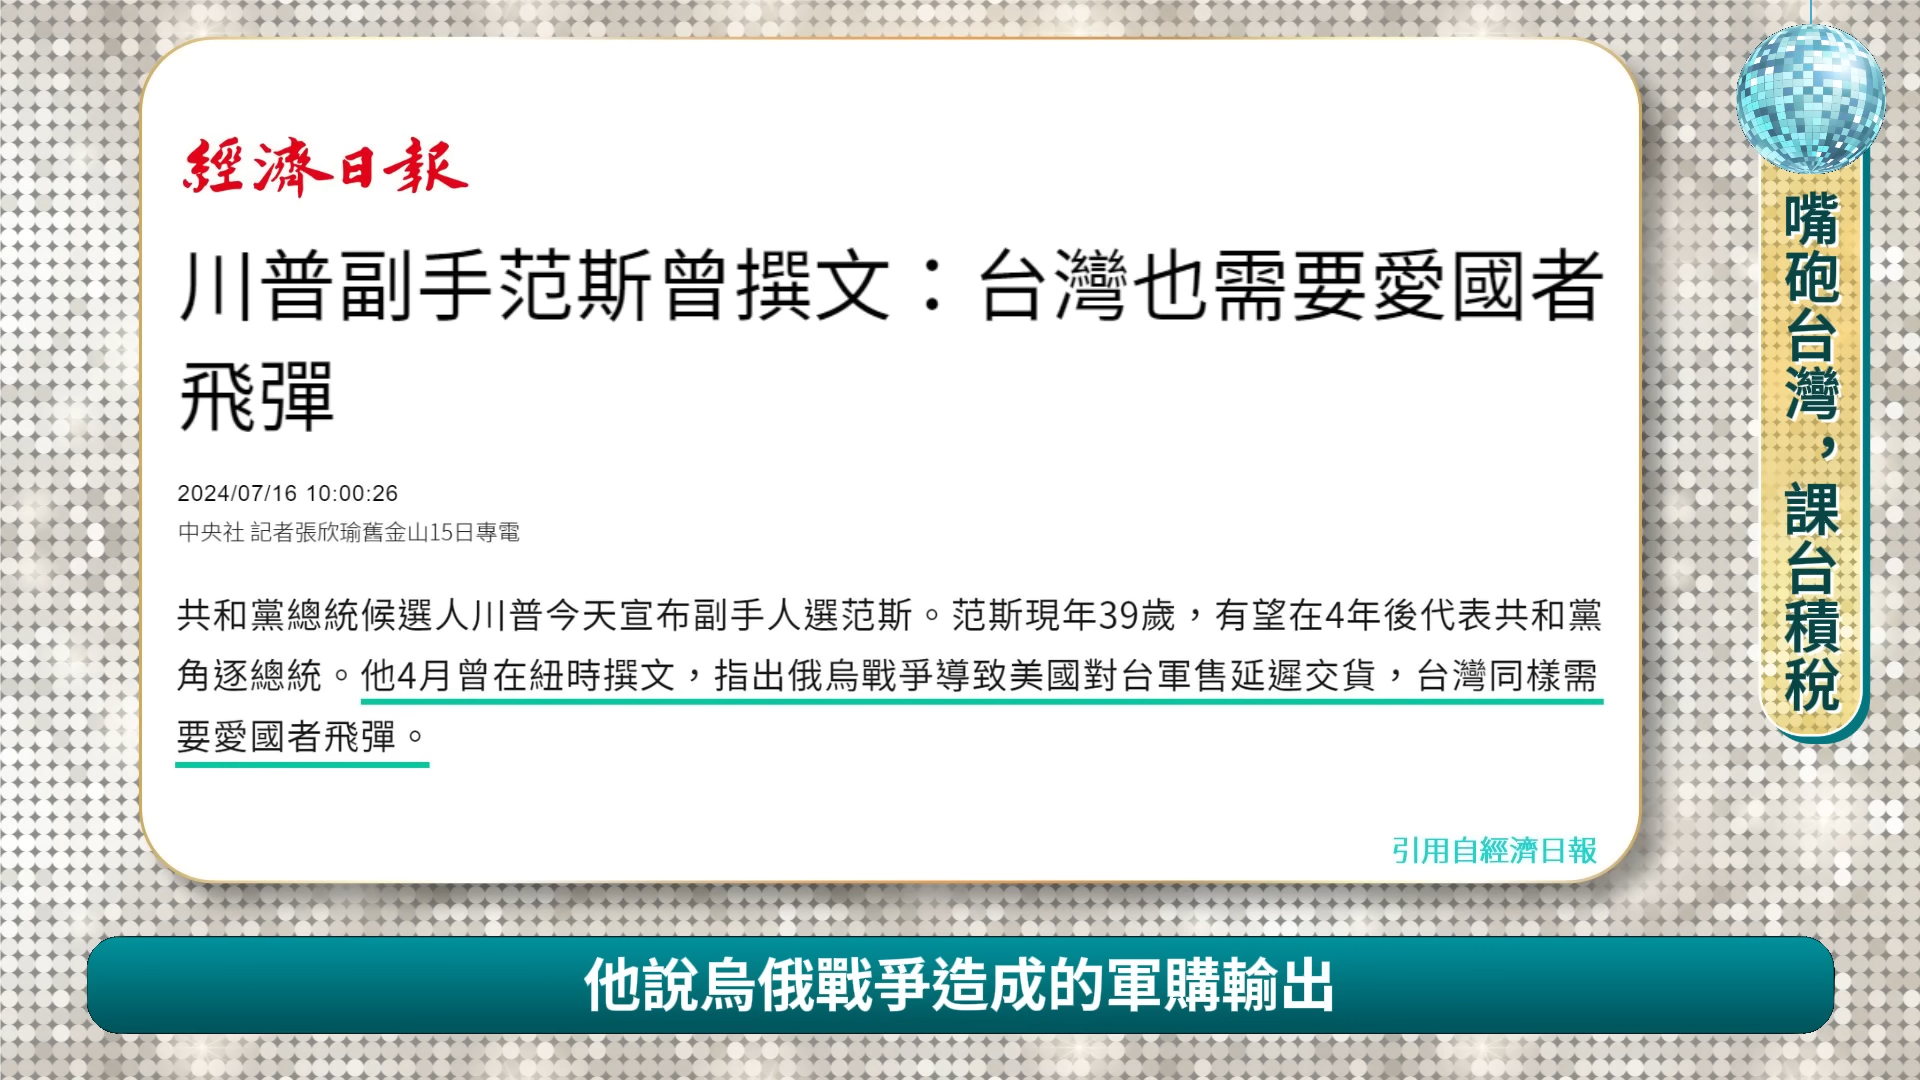 經濟日報
川普副手范斯曾撰文：台灣也需要愛國者
飛彈
2024/07/16 10:00:26
中央社 記者張欣瑜舊金山15日專電
共和黨總統候選人川普今天宣布副手人選范斯。范斯現年39歲，有望在4年後代表共和黨
角逐總統。他4月曾在紐時撰文，指出俄烏戰爭導致美國對台軍售延遲交貨，台灣同樣需
要愛國者飛彈。
引用自經濟日報
嘴砲台灣，課台積稅
他說烏俄戰爭造成的軍購輸出